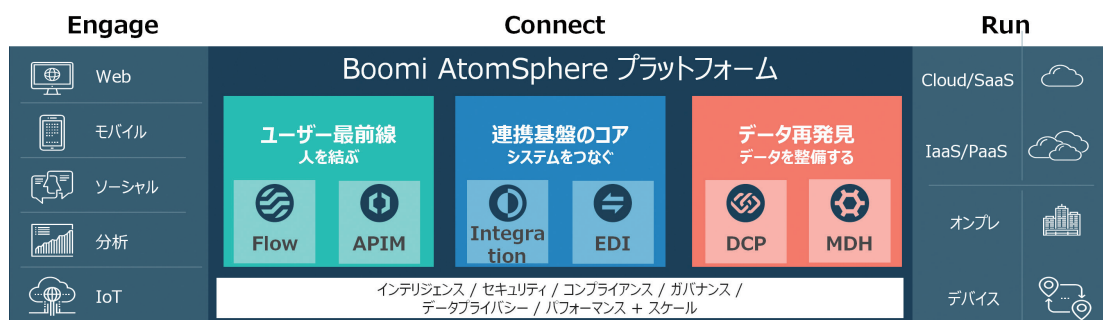 Engage
Connect
Run
Web
モバイル
ソーシャル
分析
IoT
Boomi AtomSphere プラットフォーム
ユーザー最前線
人を結ぶ
Flow
APIM
連携基盤のコア
システムをつなぐ
Integra
tion
EDI
データ再発見
データを整備する
DCP
MDH
インテリジェンス / セキュリティ / コンプライアンス / ガバナンス /
データプライバシー / パフォーマンス + スケール
Cloud/SaaS
IaaS/PaaS
オンプレ
デバイス